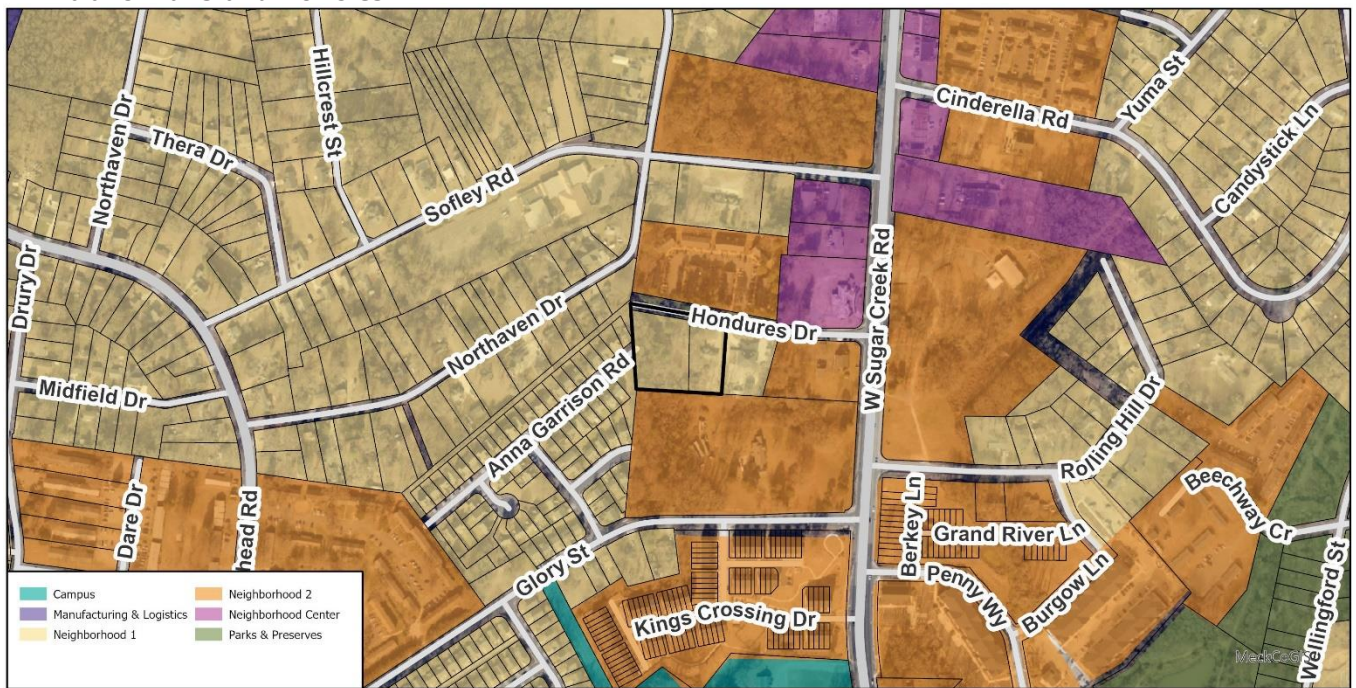 Hillcrest St
Northaven Dr
Thera Dr
Sofley Rd
Cinderella Rd
Yuma St
Candystick Ln
Drury Dr
Northaven Dr
Hondures Dr
W Sugar Creek Rd
Midfield Dr
Anna Garrison Rd
Rolling Hill Dr
Dare Dr
head Rd
Glory St
Berkey Ln
Grand River Ln
Beechway Cr
Penny Wy
Burgow Ln
Kings Crossing Dr
Wellingford St
Campus
Manufacturing & Logistics
Neighborhood 1
Neighborhood 2
Neighborhood Center
Parks & Preserves